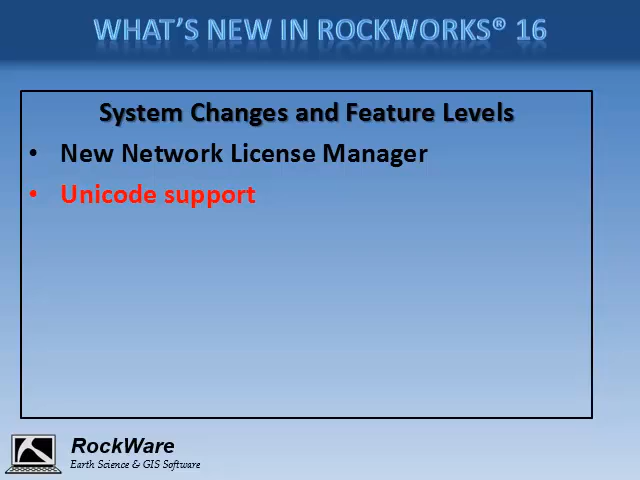 WHAT'S NEW IN ROCKWORKS® 16
System Changes and Feature Levels
• New Network License Manager
• Unicode support
RockWare
Earth Science & GIS Software